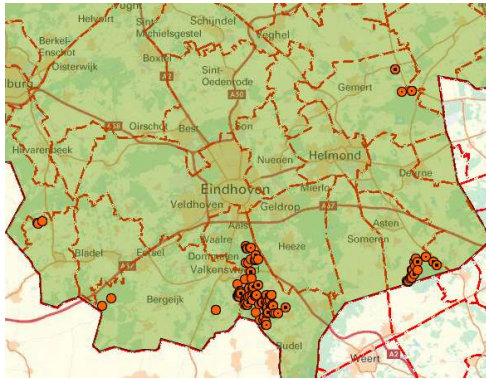 Helvoirt
Vught
Sint-
Michielsgestel
Schijndel
Veghel
Berkel-
Enschot
Oisterwijk
Boxtel
A2
Sint-
Oedenrode
A50
Gemert
lburg
A58
Oirschot
Best
Son
Hilvarenbeek
Nuenen
Helmond
Deurne
Eindhoven
Mierlo
Veldhoven
Geldrop
A67
Aalst
Asten
Waalre
Heeze
Someren
Bladel
Eersel
A67
Dommelen
Valkenswaard
Bergeijk
Budel
Weert
A2